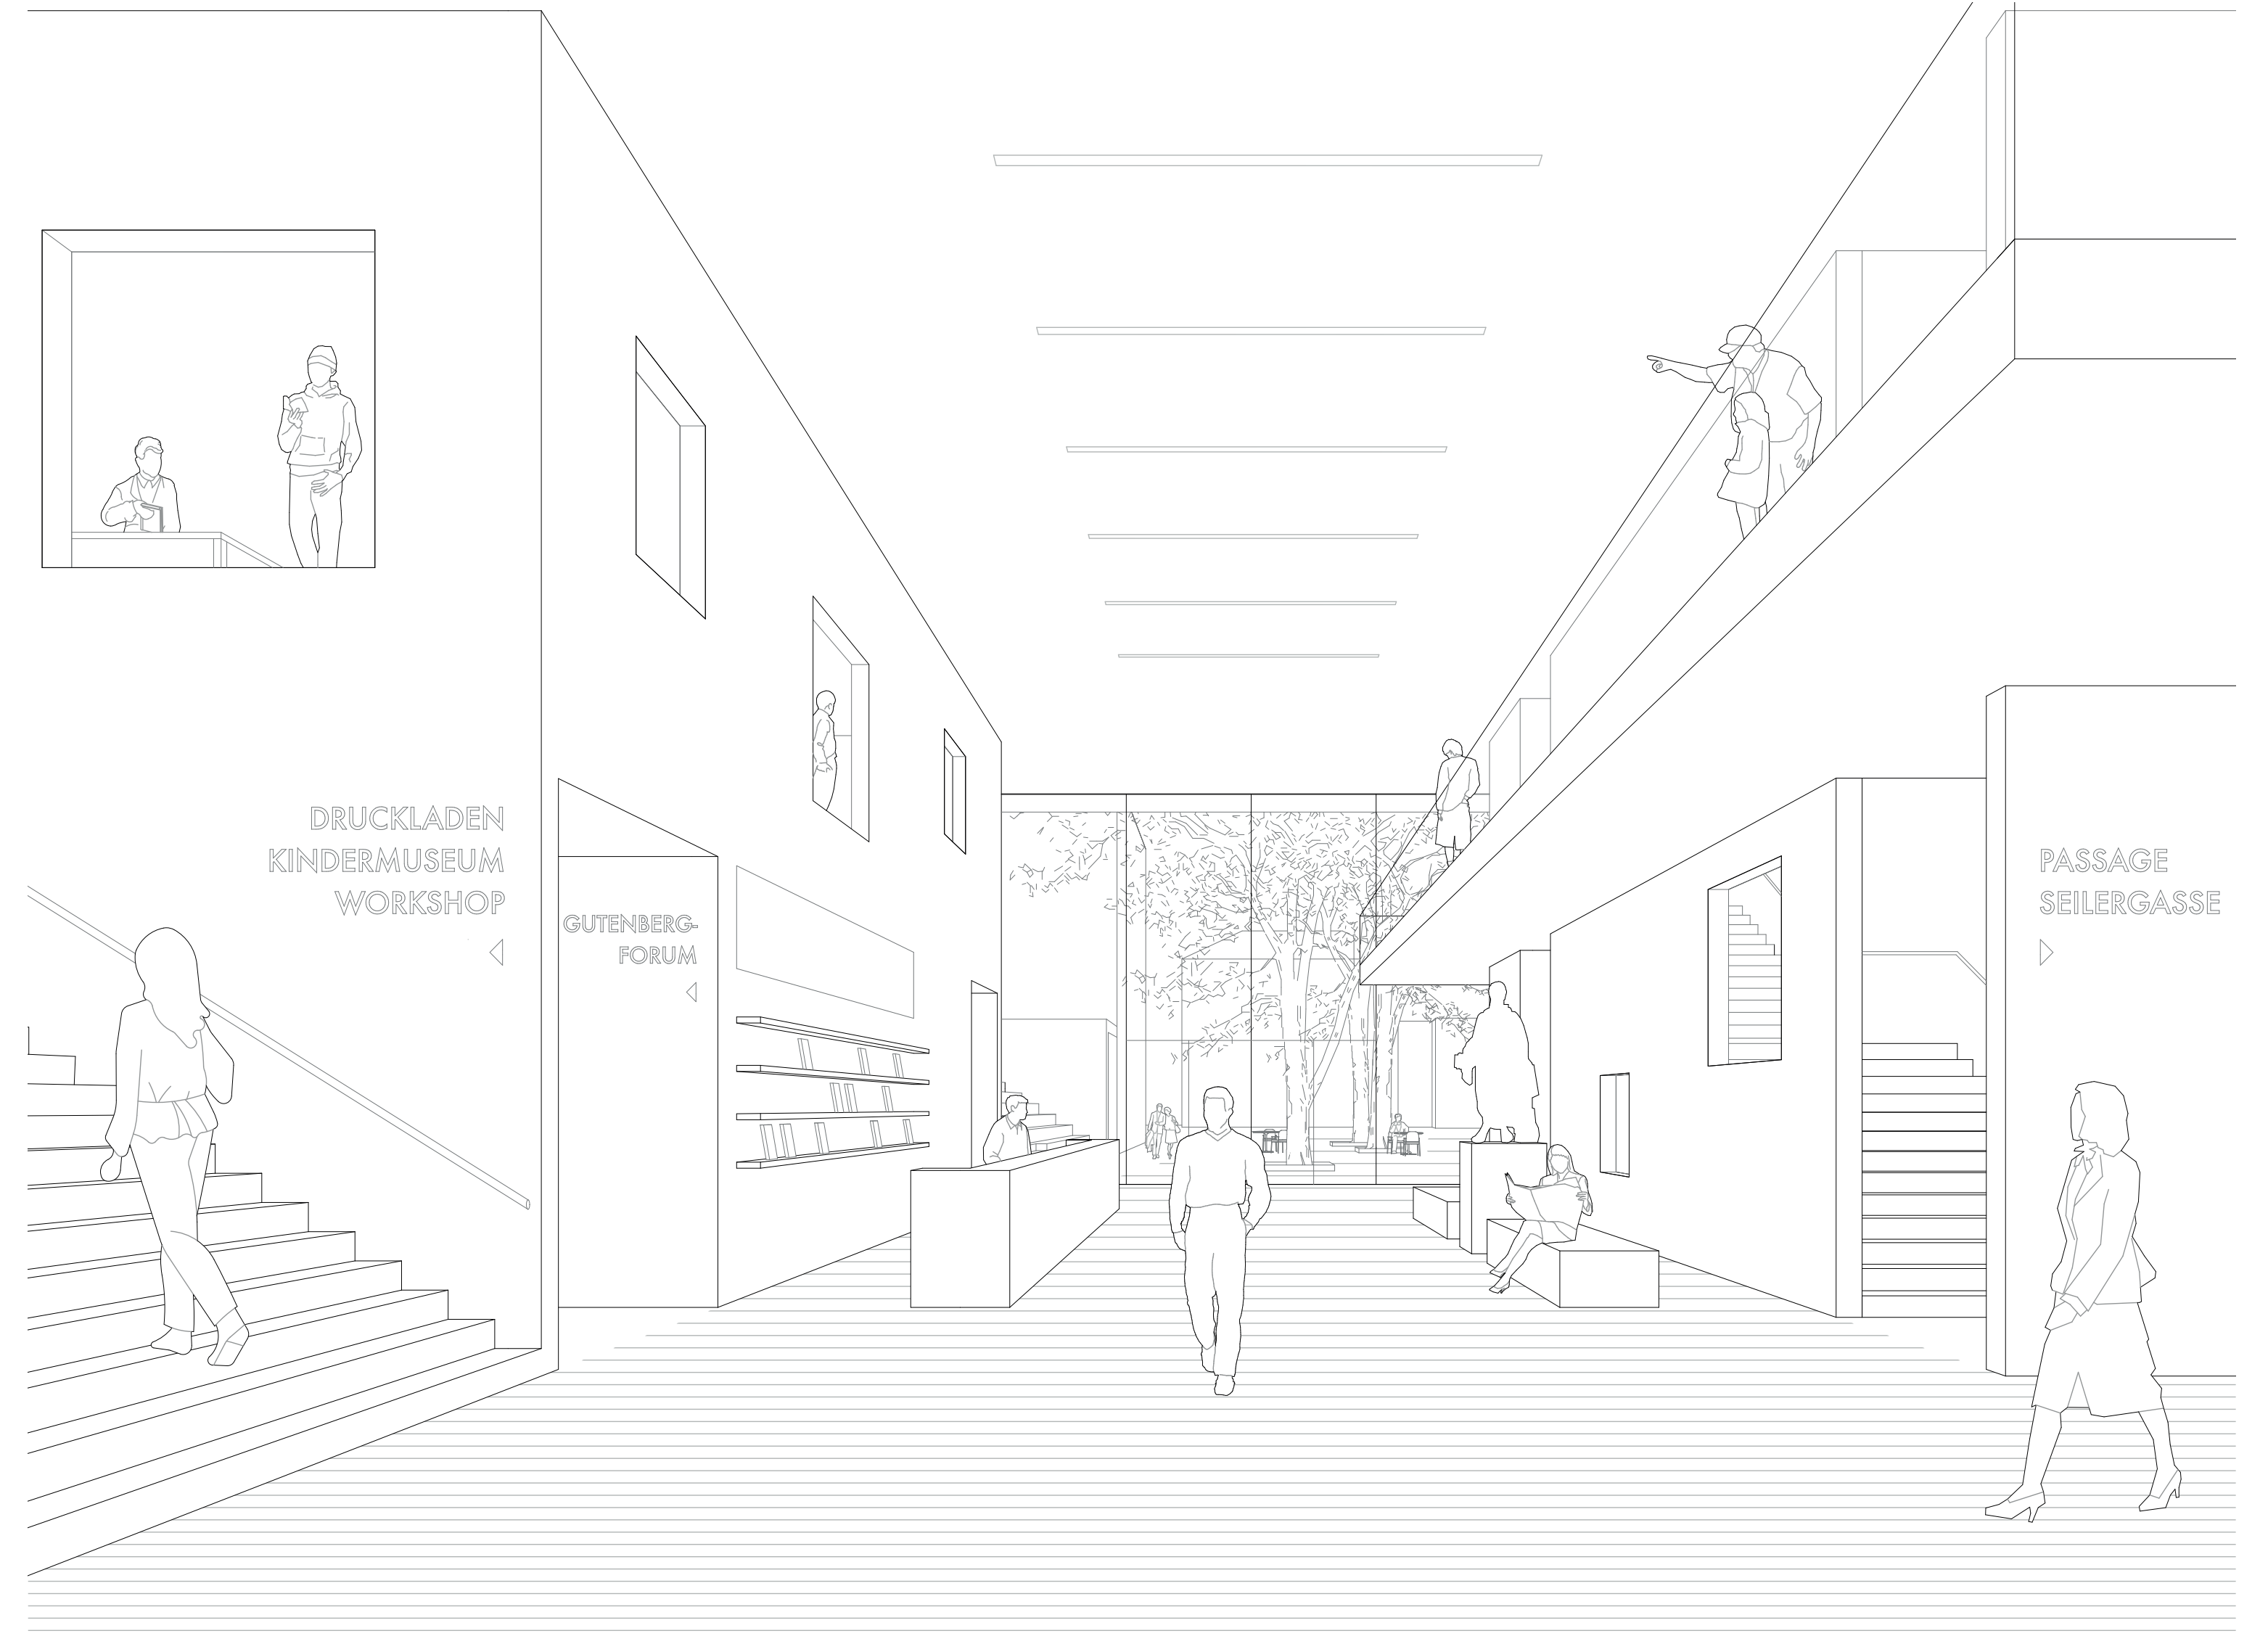 DRUCKLADEN
KINDERMUSEUM
WORKSHOP
GUTENBERG-
FORUM
PASSAGE
SEILERGASSE